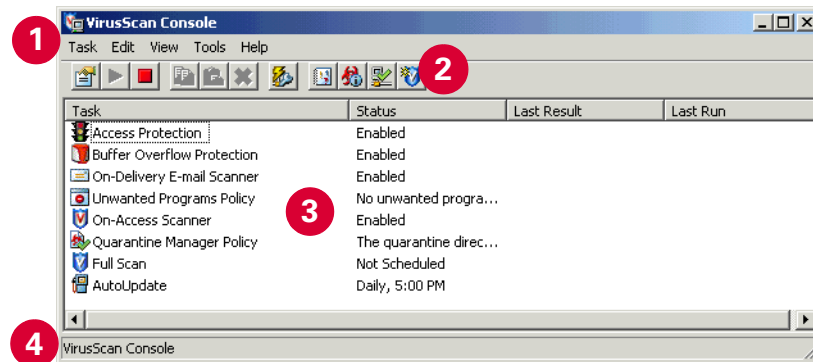 VirusScan Console
1
Task Edit View Tools Help
2
Task Status Last Result Last Run
Access Protection Enabled
Buffer Overflow Protection Enabled
On-Delivery E-mail Scanner Enabled
Unwanted Programs Policy No unwanted progra...
3
On-Access Scanner Enabled
Quarantine Manager Policy The quarantine direc...
Full Scan Not Scheduled
AutoUpdate Daily, 5:00 PM
4
VirusScan Console